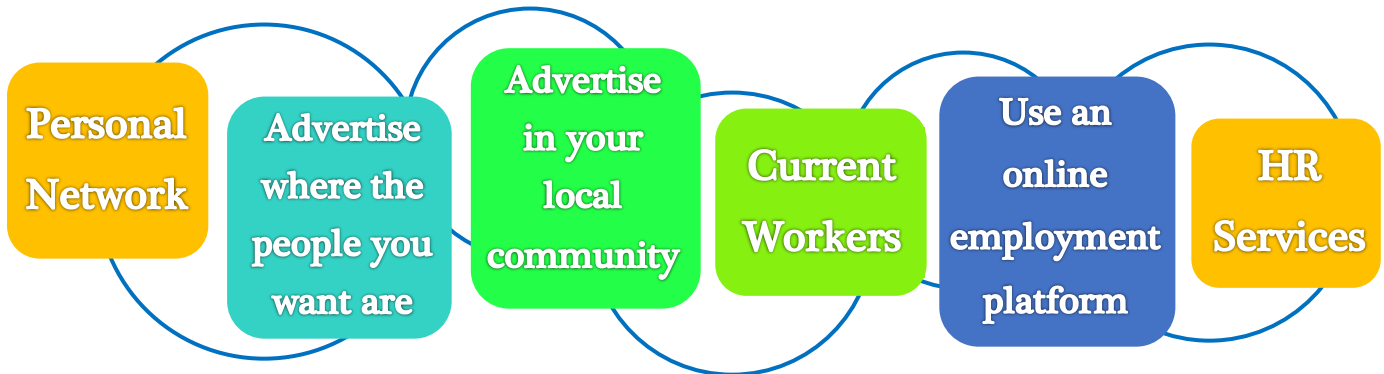 Personal
Network
Advertise
where the
people you
want are
Advertise
in your
local
community
Current
Workers
Use an
online
employment
platform
HR
Services